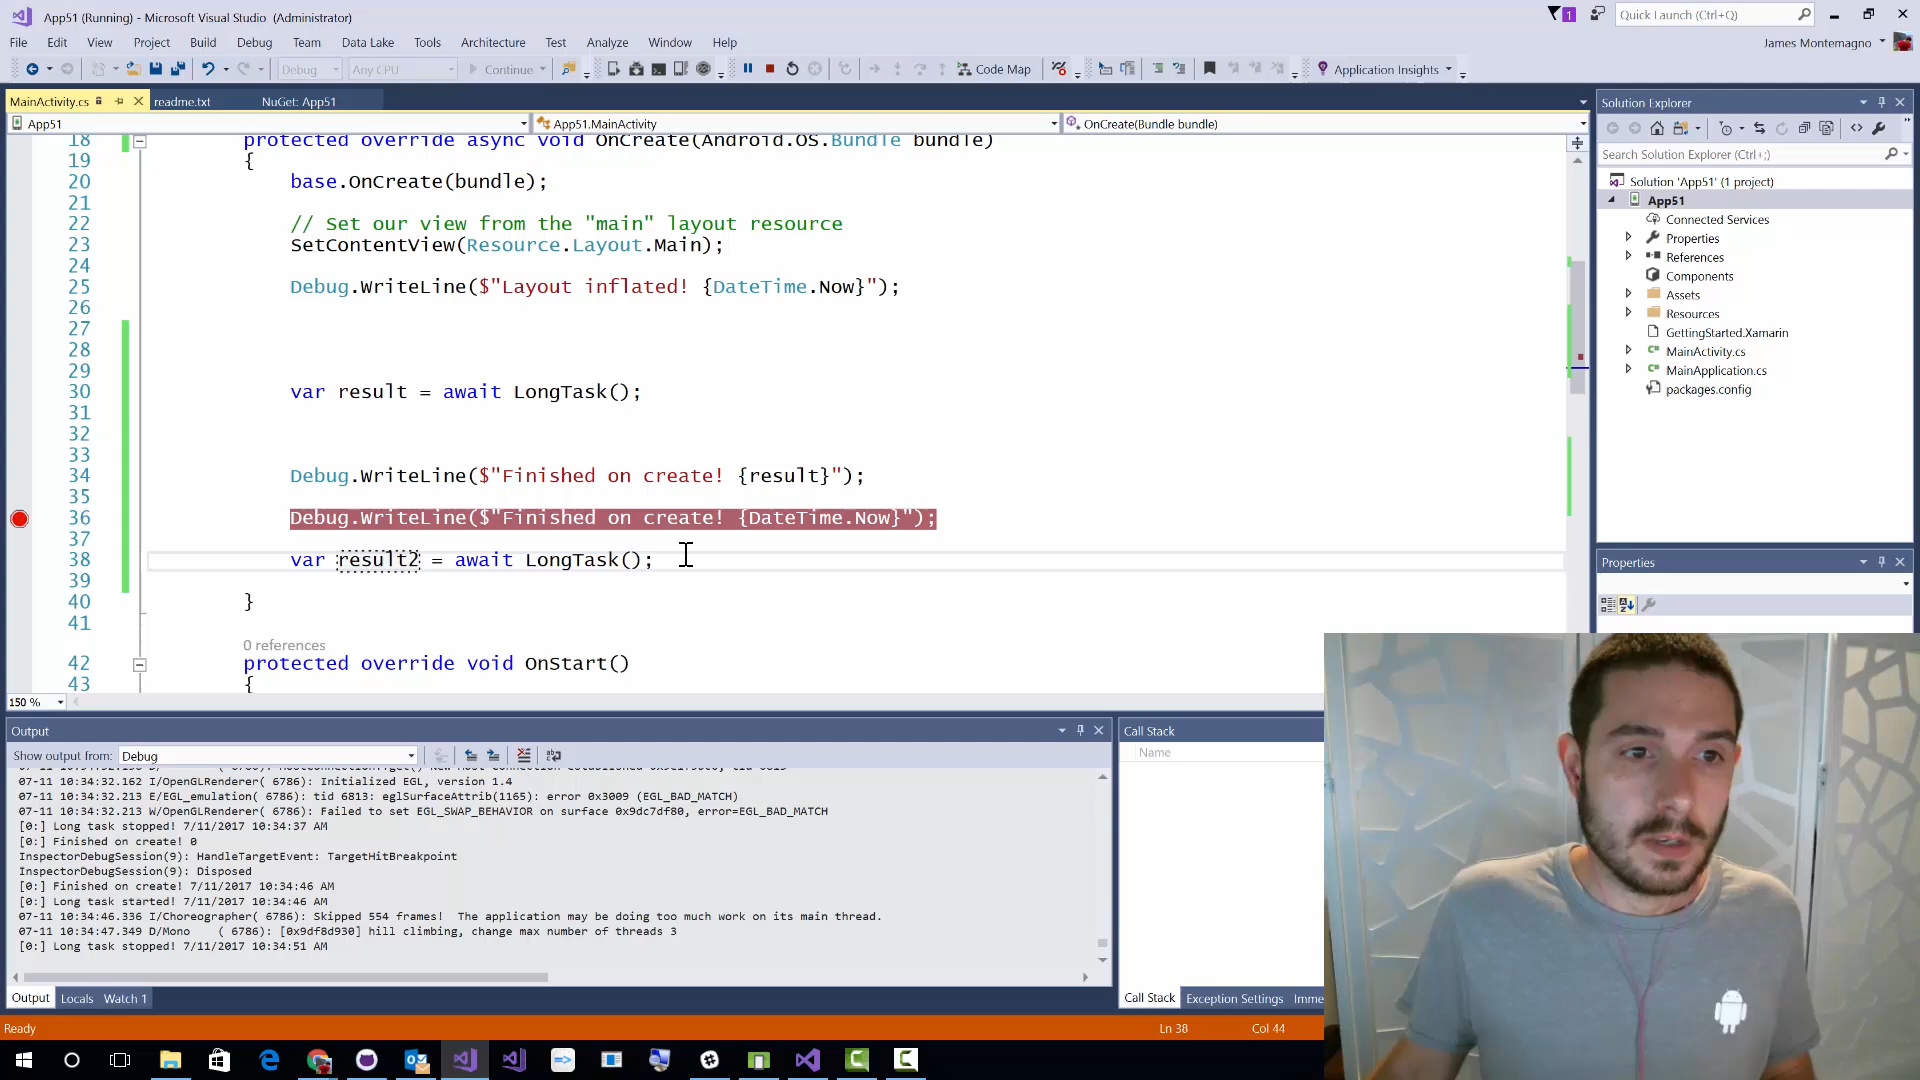 App51 (Running) - Microsoft Visual Studio (Administrator)
1
Quick Launch (Ctrl+Q)
File Edit View Project Build Debug Team Data Lake Tools Architecture Test Analyze Window Help
James Montemagno
Debug Any CPU Continue Code Map Application Insights
MainActivity.cs readme.txt NuGet: App51
App51 App51.MainActivity OnCreate(Bundle bundle)
18 protected override async void OnCreate(Android.OS.Bundle bundle)
19 {
20 base.OnCreate(bundle);
21
22 // Set our view from the "main" layout resource
23 SetContentView(Resource.Layout.Main);
24
25 Debug.WriteLine($"Layout inflated! {DateTime.Now}");
26
27
28
29
30 var result = await LongTask();
31
32
33
34 Debug.WriteLine($"Finished on create! {result}");
35
36 Debug.WriteLine($"Finished on create! {DateTime.Now}");
37
38 var result2 = await LongTask();
39
40 }
41
0 references
42 protected override void OnStart()
43 {
150 %
Solution Explorer
Search Solution Explorer (Ctrl+;)
Solution 'App51' (1 project)
App51
Connected Services
Properties
References
Components
Assets
Resources
GettingStarted.Xamarin
MainActivity.cs
MainApplication.cs
packages.config
Properties
Output
Show output from: Debug
07-11 10:34:32.162 I/OpenGLRenderer( 6786): Initialized EGL, version 1.4
07-11 10:34:32.213 E/EGL_emulation( 6786): tid 6813: eglSurfaceAttrib(1165): error 0x3009 (EGL_BAD_MATCH)
07-11 10:34:32.213 W/OpenGLRenderer( 6786): Failed to set EGL_SWAP_BEHAVIOR on surface 0x9dc7df80, error=EGL_BAD_MATCH
[0:] Long task stopped! 7/11/2017 10:34:37 AM
[0:] Finished on create! 0
InspectorDebugSession(9): HandleTargetEvent: TargetHitBreakpoint
InspectorDebugSession(9): Disposed
[0:] Finished on create! 7/11/2017 10:34:46 AM
[0:] Long task started! 7/11/2017 10:34:46 AM
07-11 10:34:46.336 I/Choreographer( 6786): Skipped 554 frames!  The application may be doing too much work on its main thread.
07-11 10:34:47.349 D/Mono    ( 6786): [0x9df8d930] hill climbing, change max number of threads 3
[0:] Long task stopped! 7/11/2017 10:34:51 AM
Call Stack
Name
Output Locals Watch 1
Call Stack Exception Settings Imme
Ready Ln 38 Col 44